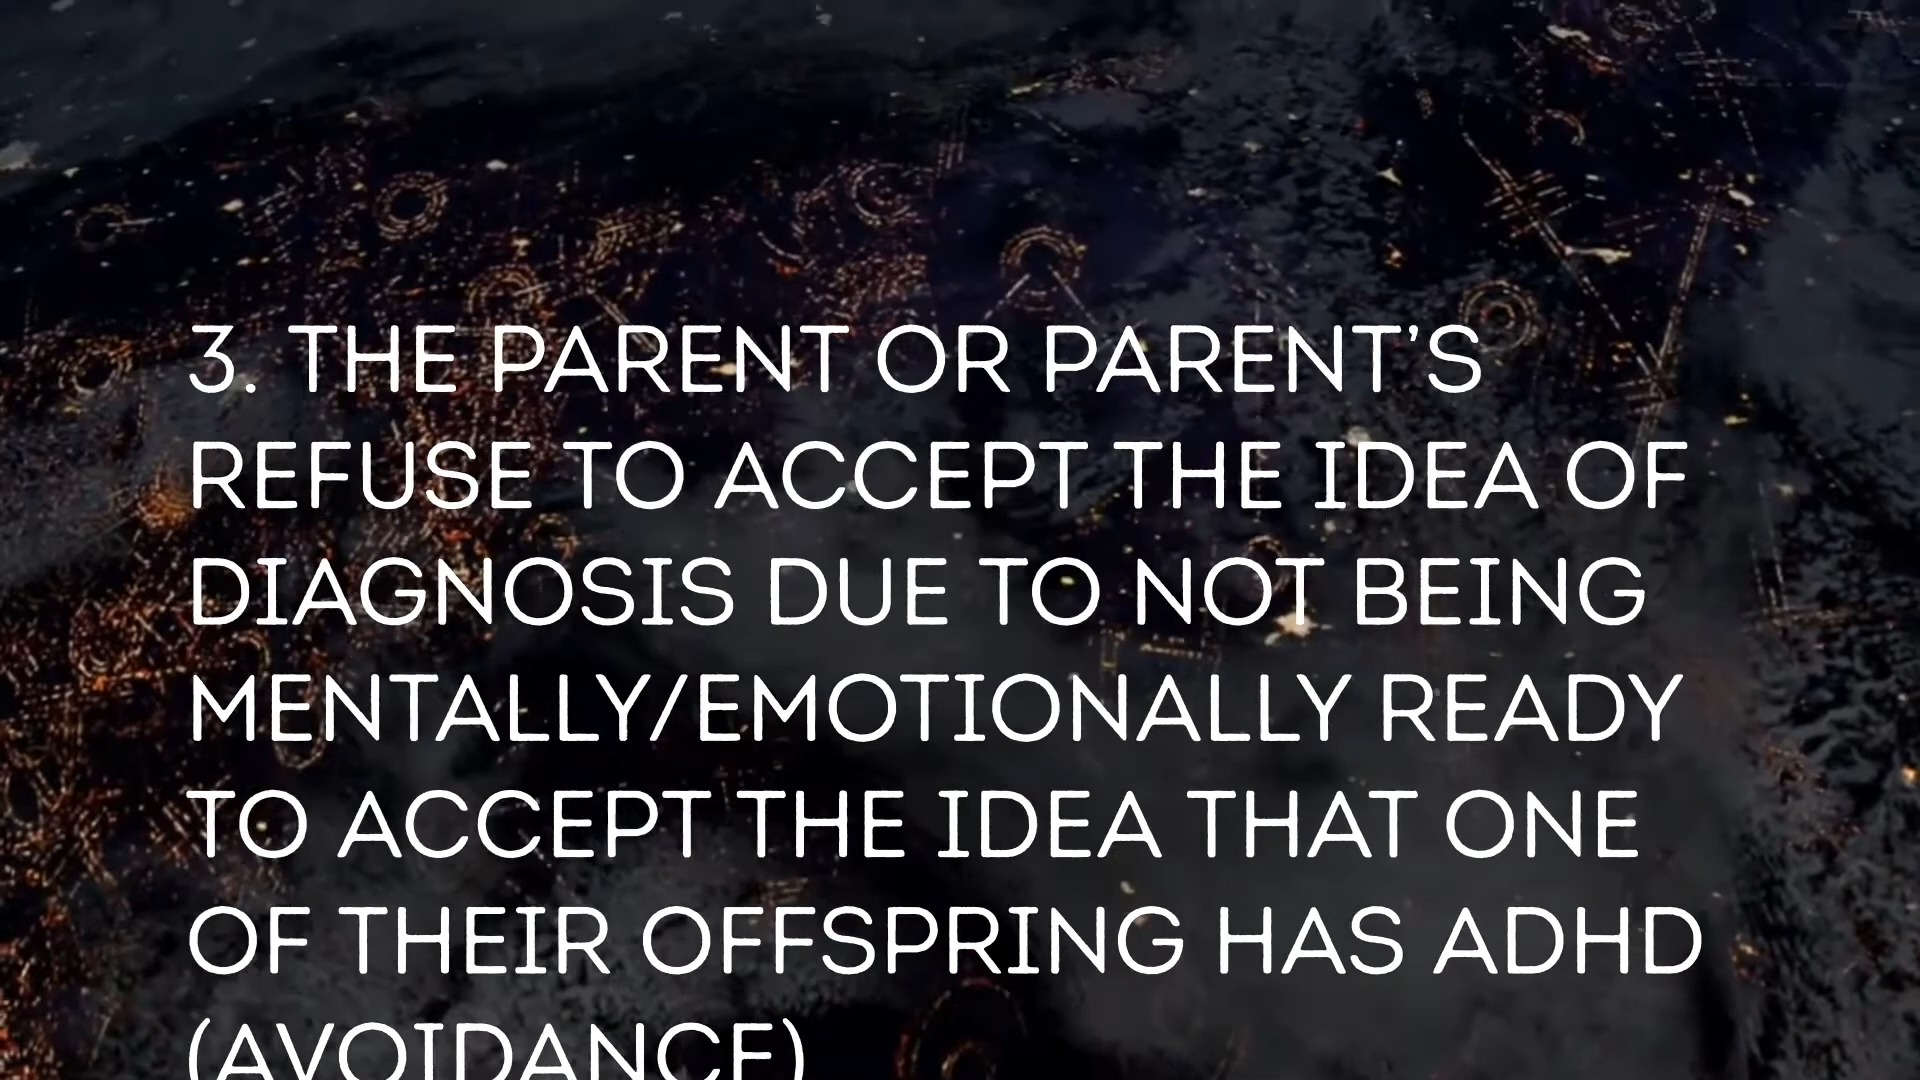 3. THE PARENT OR PARENT’S
REFUSE TO ACCEPT THE IDEA OF
DIAGNOSIS DUE TO NOT BEING
MENTALLY/EMOTIONALLY READY
TO ACCEPT THE IDEA THAT ONE
OF THEIR OFFSPRING HAS ADHD
(AVOIDANCE)